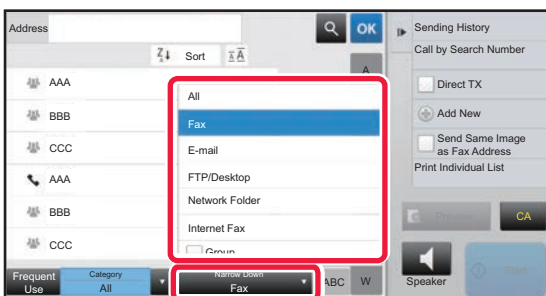 Address
OK
Sort
A
AAA
BBB
CCC
AAA
BBB
CCC
All
Fax
E-mail
FTP/Desktop
Network Folder
Internet Fax
Group
Frequent
Use
Category
All
Narrow Down
Fax
ABC
W
Sending History
Call by Search Number
Direct TX
Add New
Send Same Image
as Fax Address
Print Individual List
Preview
CA
Speaker
Start